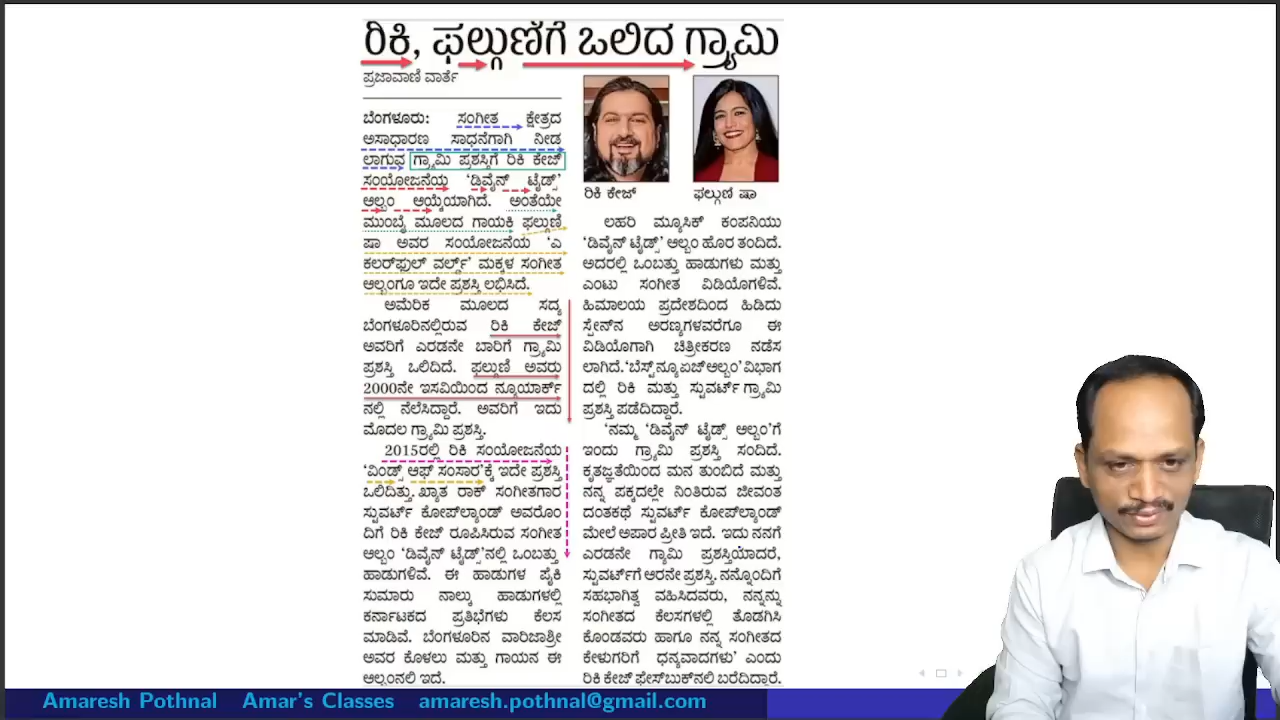 ರಿಕಿ, ಫಲ್ಗುಣಿಗೆ ಒಲಿದ ಗ್ರ್ಯಾಮಿ
ಪ್ರಜಾವಾಣಿ ವಾರ್ತೆ
ಬೆಂಗಳೂರು: ಸಂಗೀತ ಕ್ಷೇತ್ರದ
ಅಸಾಧಾರಣ ಸಾಧನೆಗಾಗಿ ನೀಡ
ಲಾಗುವ ಗ್ರ್ಯಾಮಿ ಪ್ರಶಸ್ತಿಗೆ ರಿಕಿ ಕೇಜ್
ಸಂಯೋಜನೆಯ 'ಡಿವೈನ್ ಟೈಡ್ಸ್'
ಆಲ್ಬಂ ಆಯ್ಕೆಯಾಗಿದೆ. ಅಂತೆಯೇ
ಮುಂಬೈ ಮೂಲದ ಗಾಯಕಿ ಫಲ್ಗುಣಿ
ಷಾ ಅವರ ಸಂಯೋಜನೆಯ 'ಎ
ಕಲರ್‌ಫುಲ್ ವರ್ಲ್ಡ್' ಮಕ್ಕಳ ಸಂಗೀತ
ಆಲ್ಬಂಗೂ ಇದೇ ಪ್ರಶಸ್ತಿ ಲಭಿಸಿದೆ.
ಅಮೆರಿಕ ಮೂಲದ ಸದ್ಯ
ಬೆಂಗಳೂರಿನಲ್ಲಿರುವ ರಿಕಿ ಕೇಜ್
ಅವರಿಗೆ ಎರಡನೇ ಬಾರಿಗೆ ಗ್ರ್ಯಾಮಿ
ಪ್ರಶಸ್ತಿ ಒಲಿದಿದೆ. ಫಲ್ಗುಣಿ ಅವರು
2000ನೇ ಇಸವಿಯಿಂದ ನ್ಯೂಯಾರ್ಕ್
ನಲ್ಲಿ ನೆಲೆಸಿದ್ದಾರೆ. ಅವರಿಗೆ ಇದು
ಮೊದಲ ಗ್ರ್ಯಾಮಿ ಪ್ರಶಸ್ತಿ.
2015ರಲ್ಲಿ ರಿಕಿ ಸಂಯೋಜನೆಯ
'ವಿಂಡ್ಸ್ ಆಫ್ ಸಂಸಾರ'ಕ್ಕೆ ಇದೇ ಪ್ರಶಸ್ತಿ
ಒಲಿದಿತ್ತು. ಖ್ಯಾತ ರಾಕ್ ಸಂಗೀತಗಾರ
ಸ್ಟುವರ್ಟ್ ಕೋಪ್‌ಲ್ಯಾಂಡ್ ಅವರೊಂ
ದಿಗೆ ರಿಕಿ ಕೇಜ್ ರೂಪಿಸಿರುವ ಸಂಗೀತ
ಆಲ್ಬಂ 'ಡಿವೈನ್ ಟೈಡ್ಸ್'ನಲ್ಲಿ ಒಂಬತ್ತು
ಹಾಡುಗಳಿವೆ. ಈ ಹಾಡುಗಳ ಪೈಕಿ
ಸುಮಾರು ನಾಲ್ಕು ಹಾಡುಗಳಲ್ಲಿ
ಕರ್ನಾಟಕದ ಪ್ರತಿಭೆಗಳು ಕೆಲಸ
ಮಾಡಿವೆ. ಬೆಂಗಳೂರಿನ ವಾರಿಜಾಶ್ರೀ
ಅವರ ಕೊಳಲು ಮತ್ತು ಗಾಯನ ಈ
ಆಲ್ಬಂನಲ್ಲಿ ಇದೆ.
ರಿಕಿ ಕೇಜ್
ಫಲ್ಗುಣಿ ಷಾ
ಲಹರಿ ಮ್ಯೂಸಿಕ್ ಕಂಪನಿಯು
'ಡಿವೈನ್ ಟೈಡ್ಸ್' ಆಲ್ಬಂ ಹೊರ ತಂದಿದೆ.
ಅದರಲ್ಲಿ ಒಂಬತ್ತು ಹಾಡುಗಳು ಮತ್ತು
ಎಂಟು ಸಂಗೀತ ವಿಡಿಯೊಗಳಿವೆ.
ಹಿಮಾಲಯ ಪ್ರದೇಶದಿಂದ ಹಿಡಿದು
ಸ್ಪೇನ್‌ನ ಅರಣ್ಯಗಳವರೆಗೂ ಈ
ವಿಡಿಯೊಗಾಗಿ ಚಿತ್ರೀಕರಣ ನಡೆಸ
ಲಾಗಿದೆ. 'ಬೆಸ್ಟ್ ನ್ಯೂ ಏಜ್ ಆಲ್ಬಂ' ವಿಭಾಗ
ದಲ್ಲಿ ರಿಕಿ ಮತ್ತು ಸ್ಟುವರ್ಟ್ ಗ್ರ್ಯಾಮಿ
ಪ್ರಶಸ್ತಿ ಪಡೆದಿದ್ದಾರೆ.
'ನಮ್ಮ 'ಡಿವೈನ್ ಟೈಡ್ಸ್ ಆಲ್ಬಂ'ಗೆ
ಇಂದು ಗ್ರ್ಯಾಮಿ ಪ್ರಶಸ್ತಿ ಸಂದಿದೆ.
ಕೃತಜ್ಞತೆಯಿಂದ ಮನ ತುಂಬಿದೆ ಮತ್ತು
ನನ್ನ ಪಕ್ಕದಲ್ಲೇ ನಿಂತಿರುವ ಜೀವಂತ
ದಂತಕಥೆ ಸ್ಟುವರ್ಟ್ ಕೋಪ್‌ಲ್ಯಾಂಡ್
ಮೇಲೆ ಅಪಾರ ಪ್ರೀತಿ ಇದೆ. ಇದು ನನಗೆ
ಎರಡನೇ ಗ್ರ್ಯಾಮಿ ಪ್ರಶಸ್ತಿಯಾದರೆ,
ಸ್ಟುವರ್ಟ್‌ಗೆ ಆರನೇ ಪ್ರಶಸ್ತಿ. ನನ್ನೊಂದಿಗೆ
ಸಹಭಾಗಿತ್ವ ವಹಿಸಿದವರು, ನನ್ನನ್ನು
ಸಂಗೀತದ ಕೆಲಸಗಳಲ್ಲಿ ತೊಡಗಿಸಿ
ಕೊಂಡವರು ಹಾಗೂ ನನ್ನ ಸಂಗೀತದ
ಕೇಳುಗರಿಗೆ ಧನ್ಯವಾದಗಳು' ಎಂದು
ರಿಕಿ ಕೇಜ್ ಫೇಸ್‌ಬುಕ್‌ನಲ್ಲಿ ಬರೆದಿದ್ದಾರೆ.
Amaresh Pothnal Amar's Classes amaresh.pothnal@gmail.com